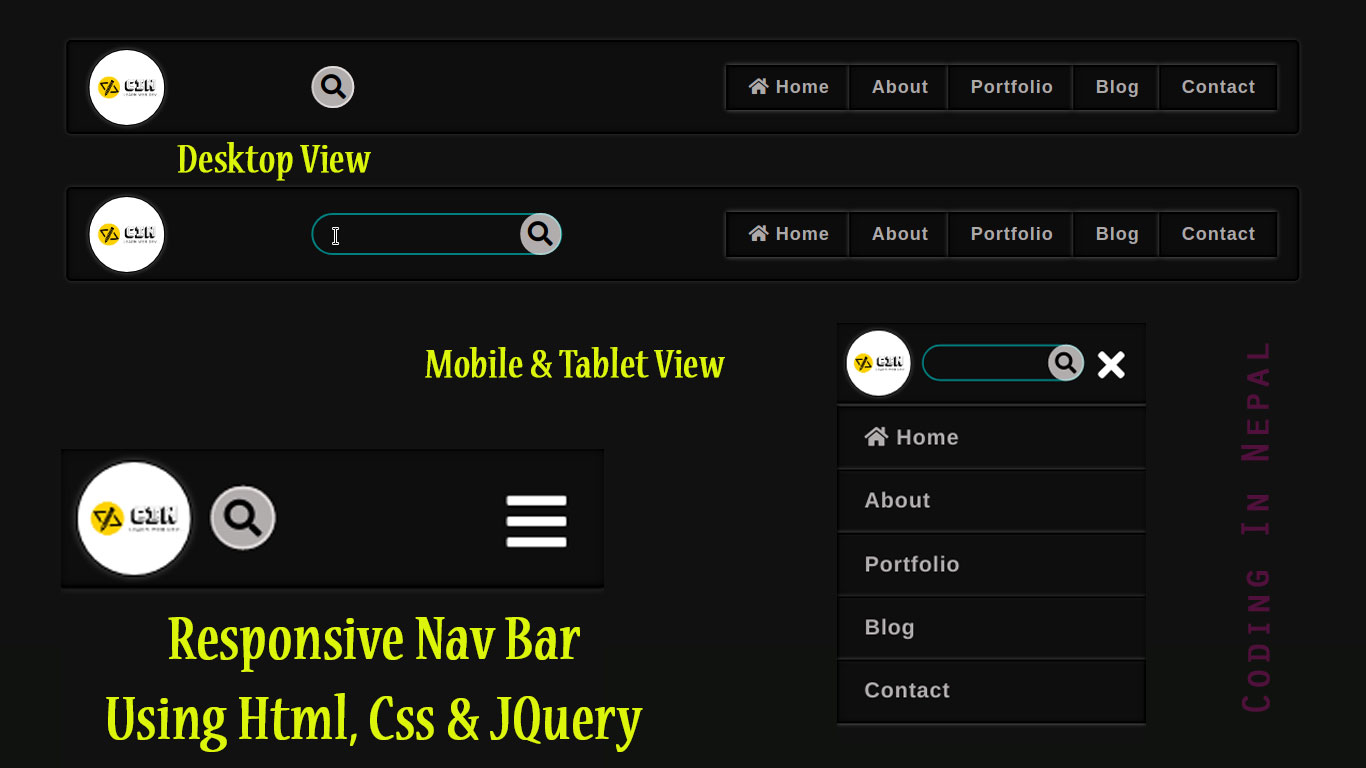 CIN
Home About Portfolio Blog Contact
Desktop View
CIN
Home About Portfolio Blog Contact
Mobile & Tablet View
CIN
Home
About
Portfolio
Blog
Contact
CIN
Responsive Nav Bar
Using Html, Css & JQuery
Coding In Nepal